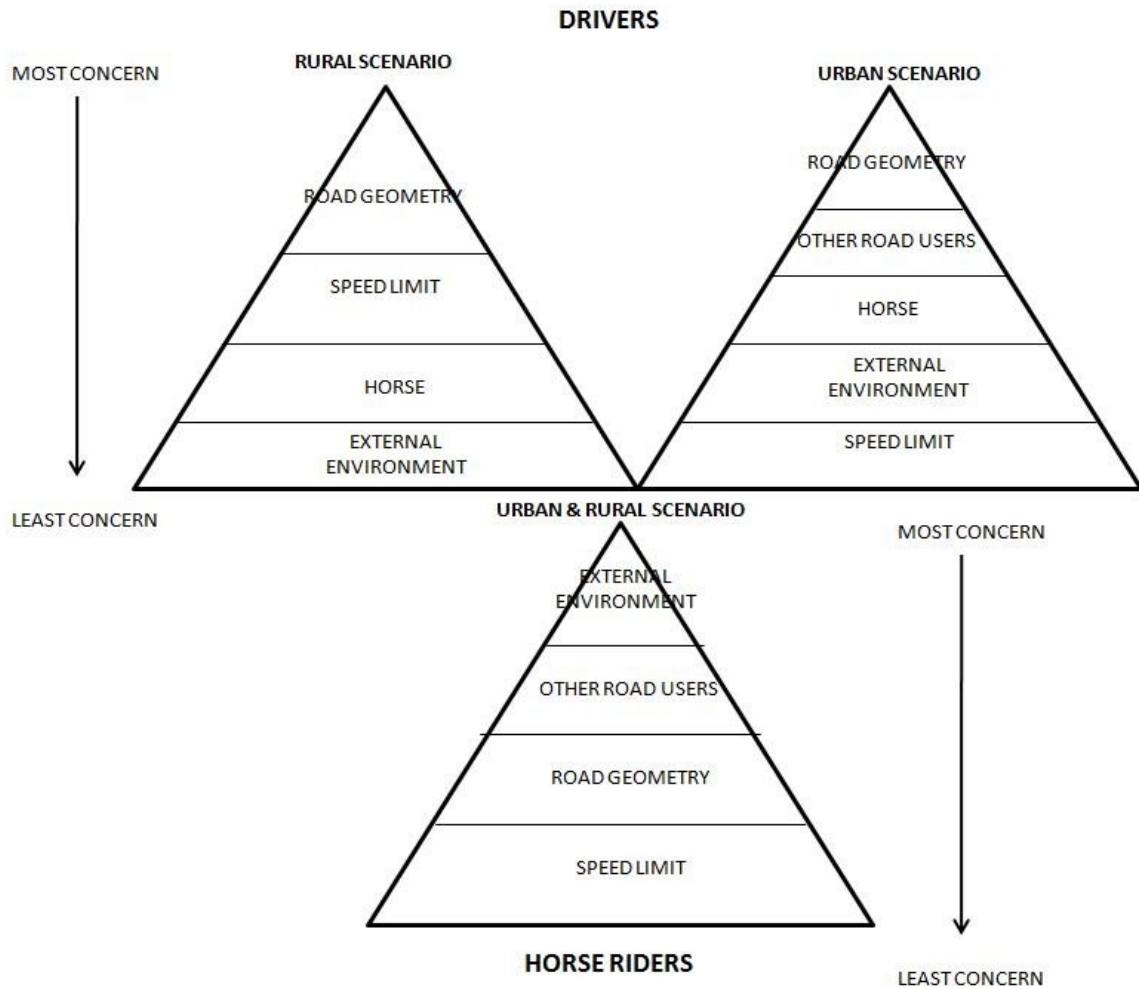 DRIVERS
MOST CONCERN
RURAL SCENARIO
URBAN SCENARIO
ROAD GEOMETRY
SPEED LIMIT
HORSE
EXTERNAL
ENVIRONMENT
ROAD GEOMETRY
OTHER ROAD USERS
HORSE
EXTERNAL
ENVIRONMENT
SPEED LIMIT
LEAST CONCERN
URBAN & RURAL SCENARIO
MOST CONCERN
EXTERNAL
ENVIRONMENT
OTHER ROAD USERS
ROAD GEOMETRY
SPEED LIMIT
HORSE RIDERS
LEAST CONCERN